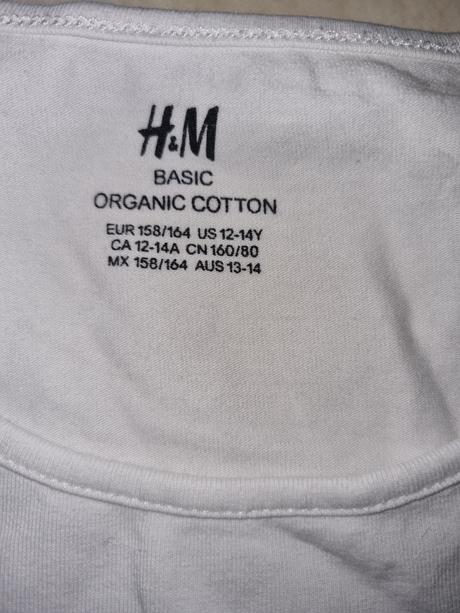 H&M
BASIC
ORGANIC COTTON
EUR 158/164 US 12-14Y
CA 12-14A CN 160/80
MX 158/164 AUS 13-14